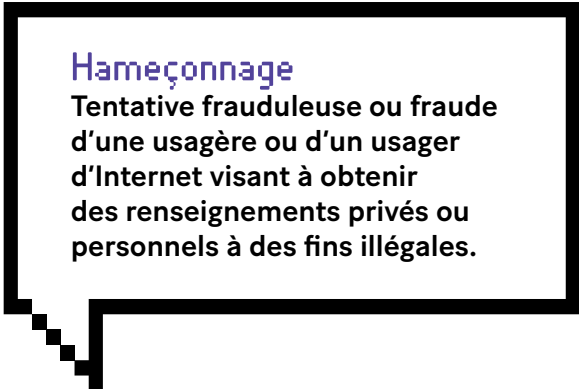 Hameçonnage
Tentative frauduleuse ou fraude
d’une usagère ou d’un usager
d’Internet visant à obtenir
des renseignements privés ou
personnels à des fins illégales.